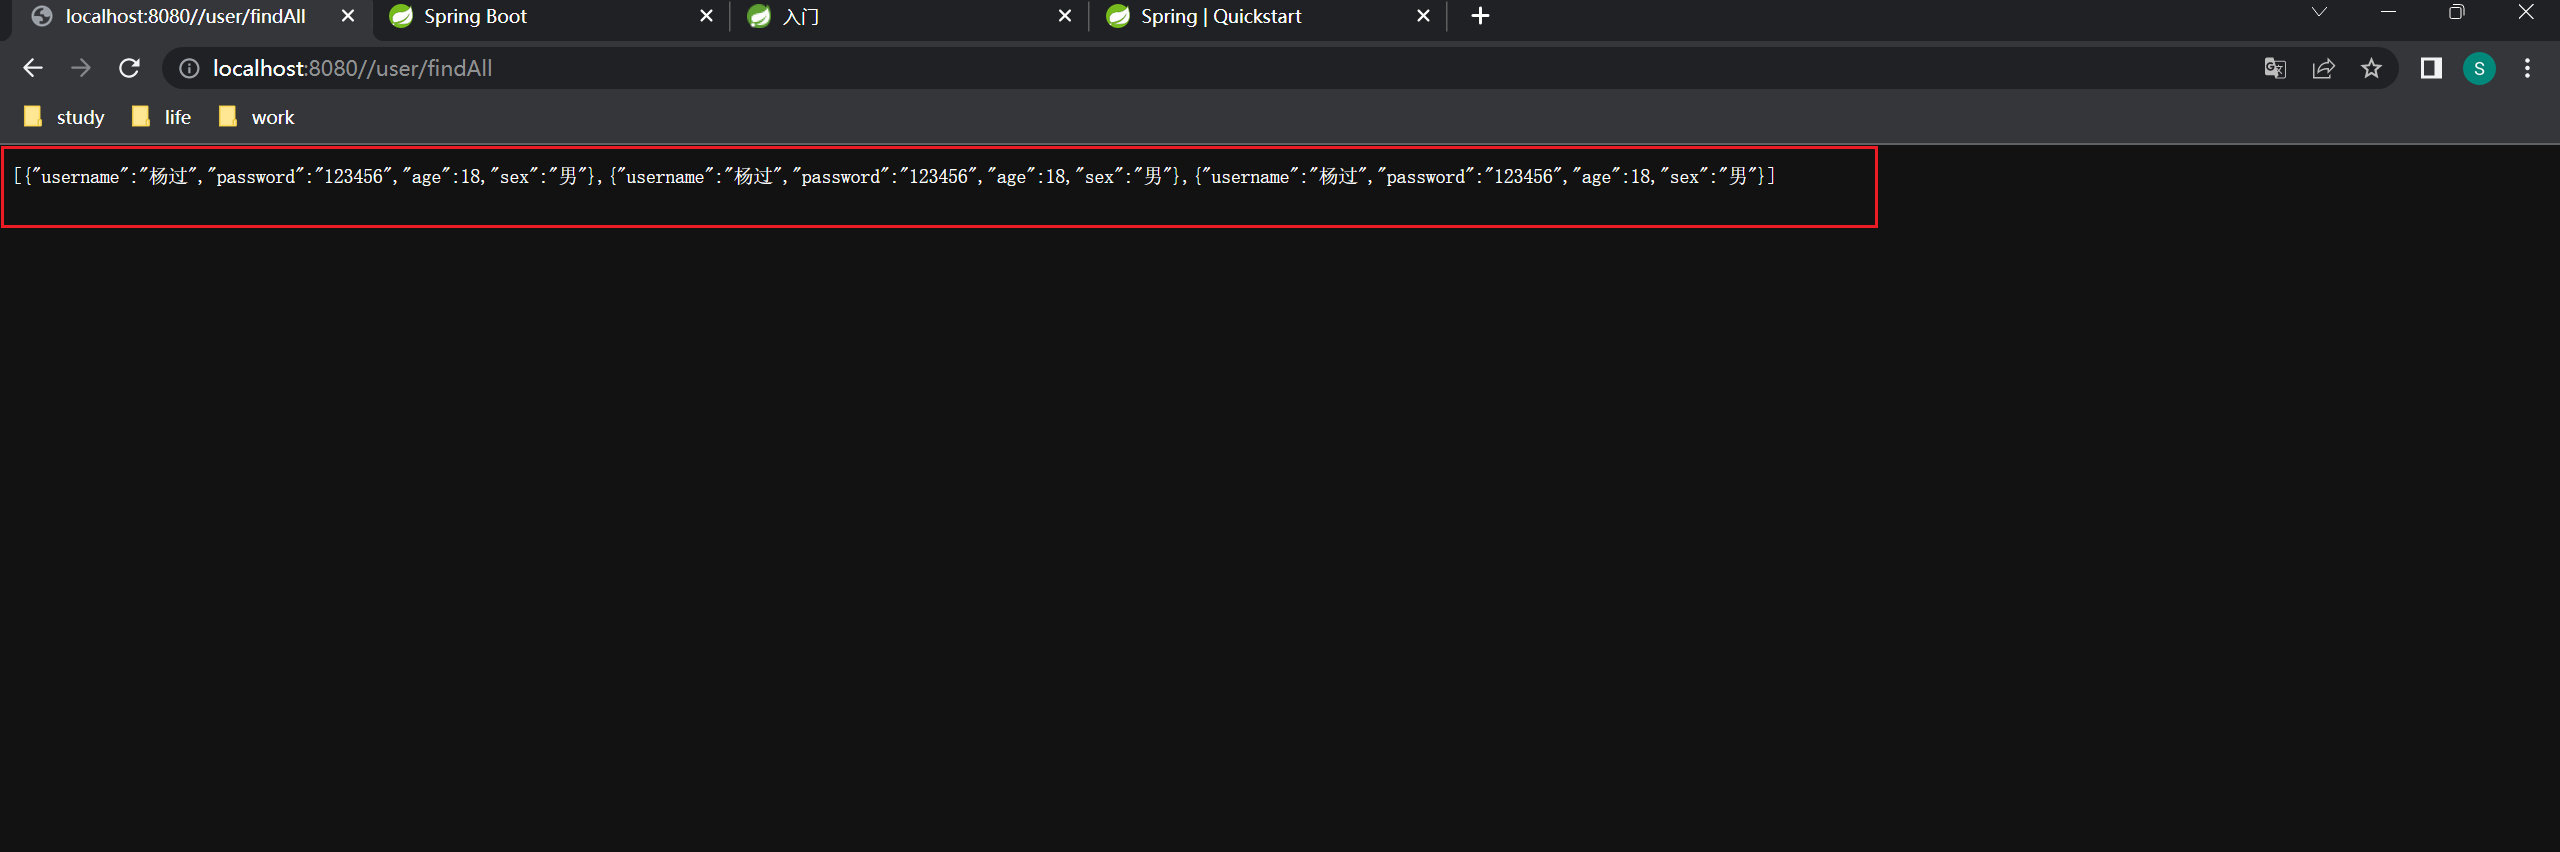 localhost:8080//user/findAll
Spring Boot
入门
Spring | Quickstart
localhost:8080//user/findAll
S
study
life
work
[{"username":"杨过","password":"123456","age":18,"sex":"男"},{"username":"杨过","password":"123456","age":18,"sex":"男"},{"username":"杨过","password":"123456","age":18,"sex":"男"}]